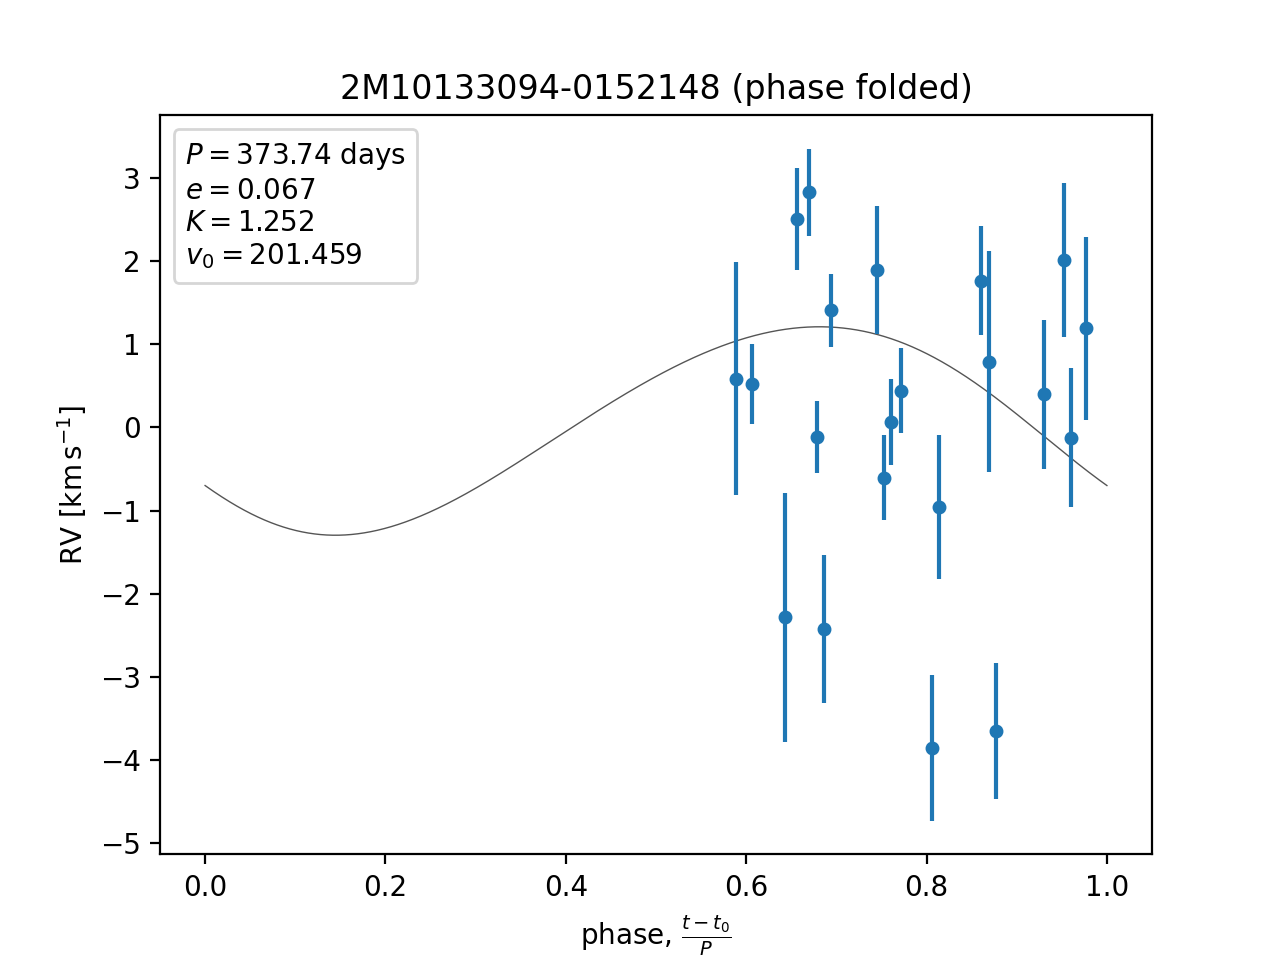 2M10133094-0152148 (phase folded)
P = 373.74 days
e = 0.067
K = 1.252
v₀ = 201.459
3
2
1
0
−1
−2
−3
−4
−5
RV [km s⁻¹]
0.0 0.2 0.4 0.6 0.8 1.0
phase, (t − t₀)/P